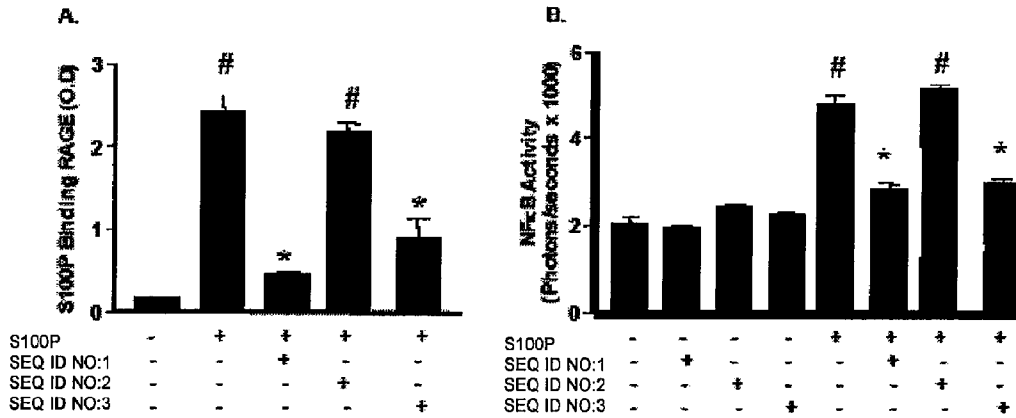 A.
S100P Binding RAGE (O.D)
3
2
1
0
#
*
#
*
S100P - + + + +
SEQ ID NO:1 - - + - -
SEQ ID NO:2 - - - + -
SEQ ID NO:3 - - - - +
B.
NFκB Activity
(Photons/seconds x 1000)
6
4
2
0
#
*
#
*
S100P - - - - + + + +
SEQ ID NO:1 - + - - - + - -
SEQ ID NO:2 - - + - - - + -
SEQ ID NO:3 - - - + - - - +